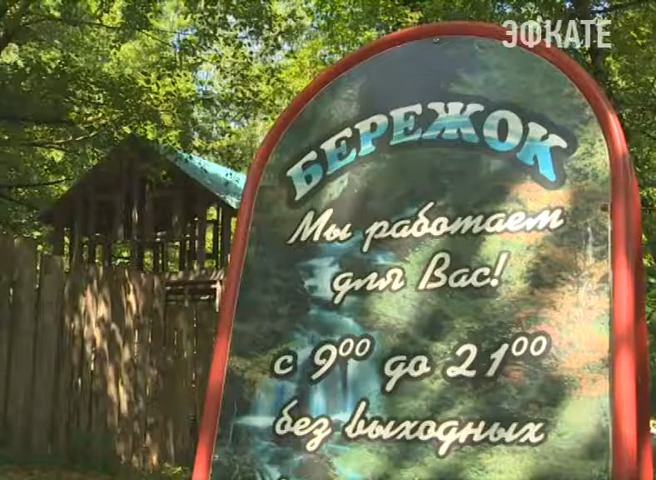 ЭФКАТЕ
БЕРЕЖОК
Мы работаем
для Вас!
с 9⁰⁰ до 21⁰⁰
без выходных